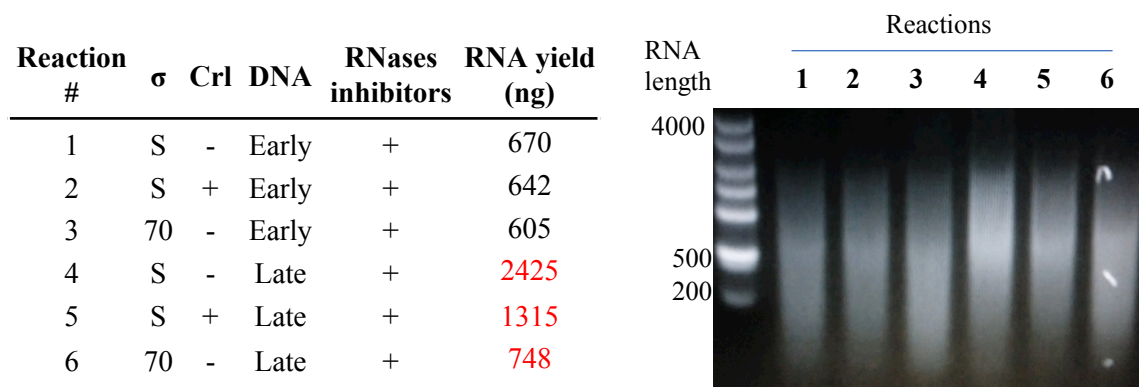 Reaction # σ Crl DNA RNases inhibitors RNA yield (ng)
1 S - Early + 670
2 S + Early + 642
3 70 - Early + 605
4 S - Late + 2425
5 S + Late + 1315
6 70 - Late + 748
Reactions
RNA length
1 2 3 4 5 6
4000
500
200